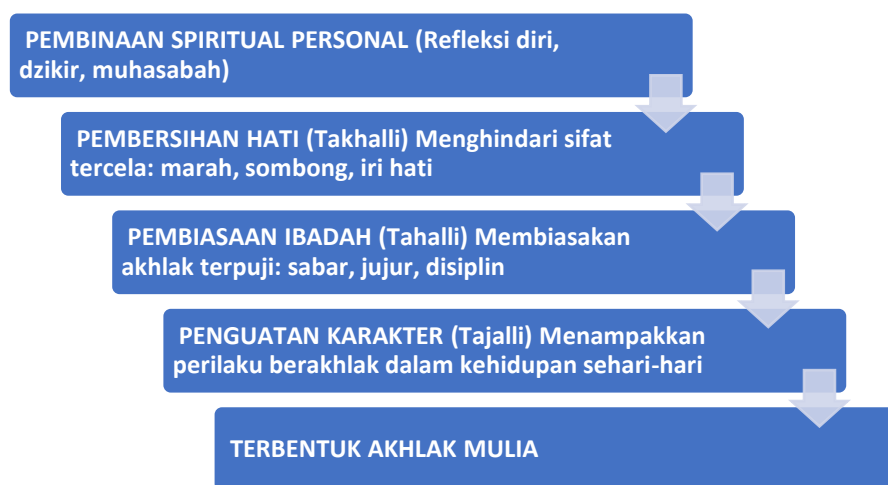 PEMBINAAN SPIRITUAL PERSONAL (Refleksi diri,
dzikir, muhasabah)
PEMBERSIHAN HATI (Takhalli) Menghindari sifat
tercela: marah, sombong, iri hati
PEMBIASAAN IBADAH (Tahalli) Membiasakan
akhlak terpuji: sabar, jujur, disiplin
PENGUATAN KARAKTER (Tajalli) Menampakkan
perilaku berakhlak dalam kehidupan sehari-hari
TERBENTUK AKHLAK MULIA